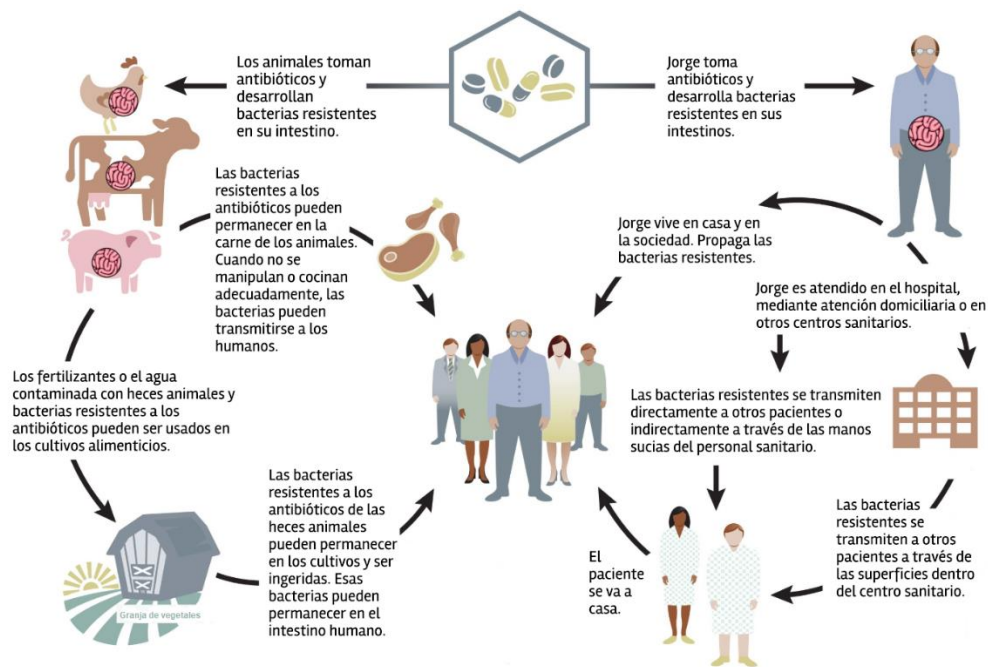 Los animales toman
antibióticos y
desarrollan
bacterias resistentes
en su intestino.
Jorge toma
antibióticos y
desarrolla bacterias
resistentes en sus
intestinos.
Las bacterias
resistentes a los
antibióticos pueden
permanecer en la
carne de los animales.
Cuando no se
manipulan o cocinan
adecuadamente, las
bacterias pueden
transmitirse a los
humanos.
Jorge vive en casa y en
la sociedad. Propaga las
bacterias resistentes.
Jorge es atendido en el hospital,
mediante atención domiciliaria o en
otros centros sanitarios.
Los fertilizantes o el agua
contaminada con heces animales y
bacterias resistentes a los
antibióticos pueden ser usados en
los cultivos alimenticios.
Las bacterias resistentes se transmiten
directamente a otros pacientes o
indirectamente a través de las manos
sucias del personal sanitario.
Las bacterias
resistentes a los
antibióticos de las
heces animales
pueden permanecer
en los cultivos y ser
ingeridas. Esas
bacterias pueden
permanecer en el
intestino humano.
Granja de vegetales
El
paciente
se va a
casa.
Las bacterias
resistentes se
transmiten a otros
pacientes a través de
las superficies dentro
del centro sanitario.